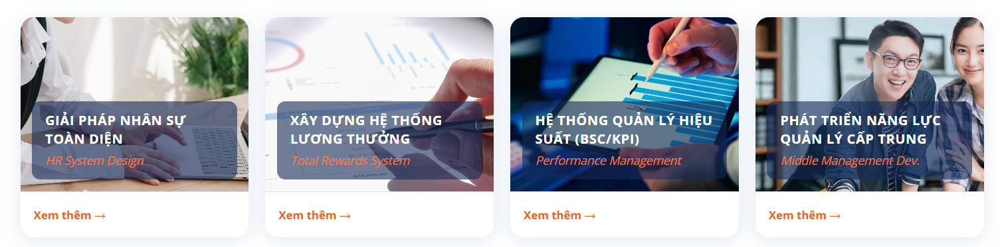 GIẢI PHÁP NHÂN SỰ
TOÀN DIỆN
HR System Design
Xem thêm →
XÂY DỰNG HỆ THỐNG
LƯƠNG THƯỞNG
Total Rewards System
Xem thêm →
HỆ THỐNG QUẢN LÝ HIỆU
SUẤT (BSC/KPI)
Performance Management
Xem thêm →
PHÁT TRIỂN NĂNG LỰC
QUẢN LÝ CẤP TRUNG
Middle Management Dev.
Xem thêm →